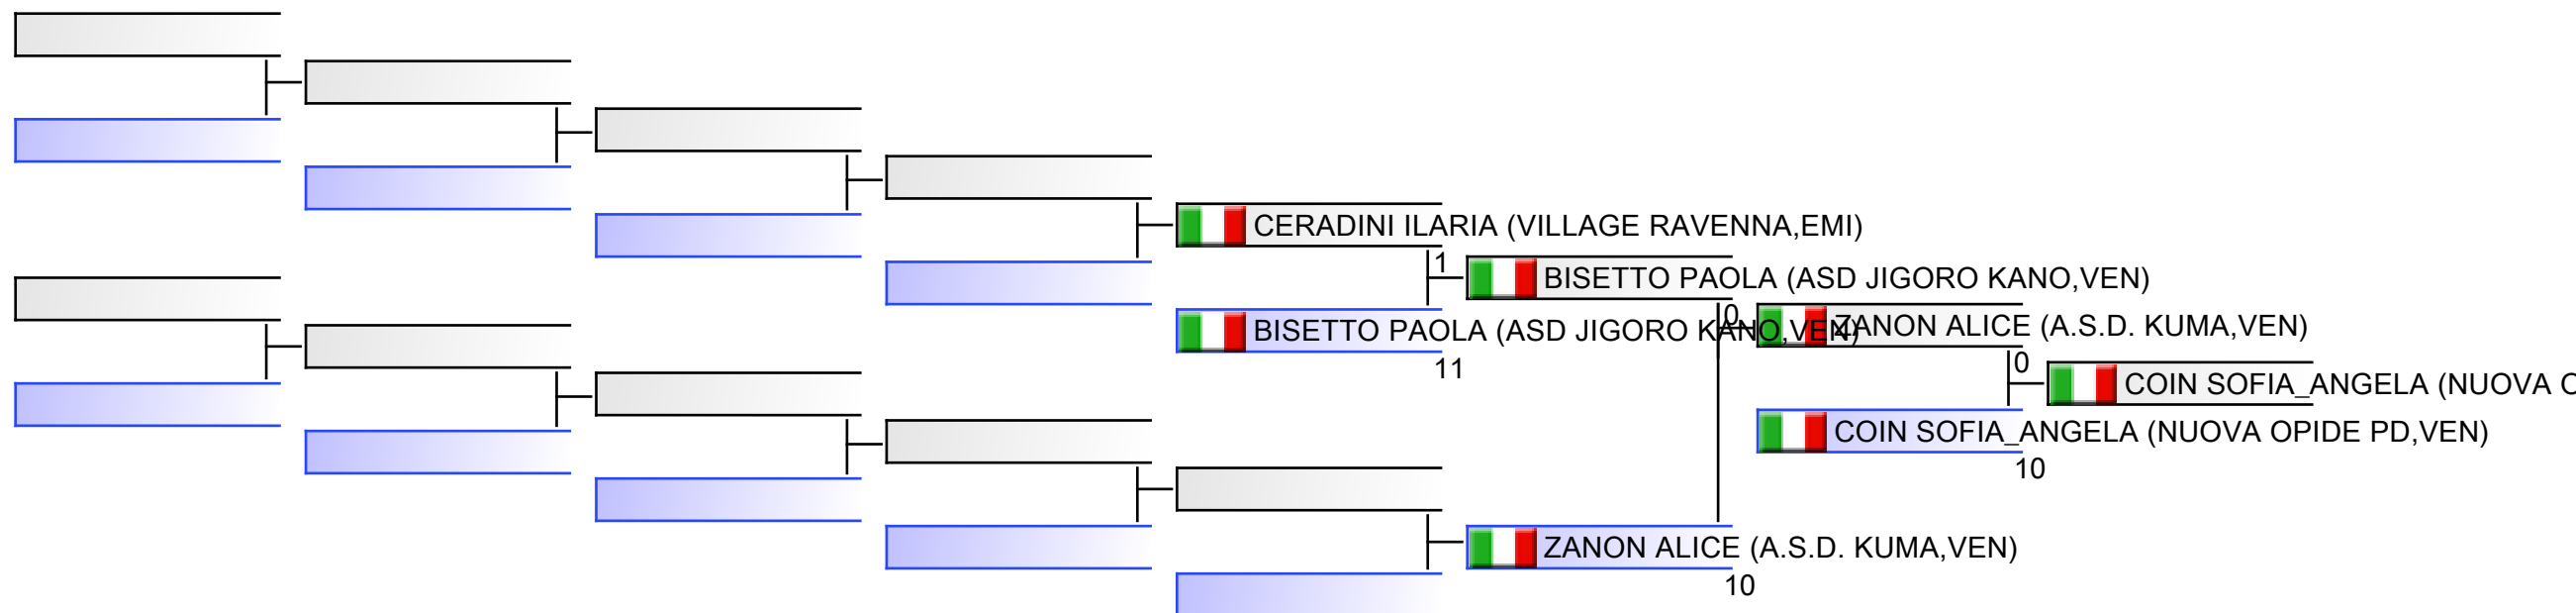 CERADINI ILARIA (VILLAGE RAVENNA,EMI)
1
BISETTO PAOLA (ASD JIGORO KANO,VEN)
BISETTO PAOLA (ASD JIGORO KANO,VEN)
11
0
ZANON ALICE (A.S.D. KUMA,VEN)
0
COIN SOFIA_ANGELA (NUOVA
COIN SOFIA_ANGELA (NUOVA OPIDE PD,VEN)
10
ZANON ALICE (A.S.D. KUMA,VEN)
10